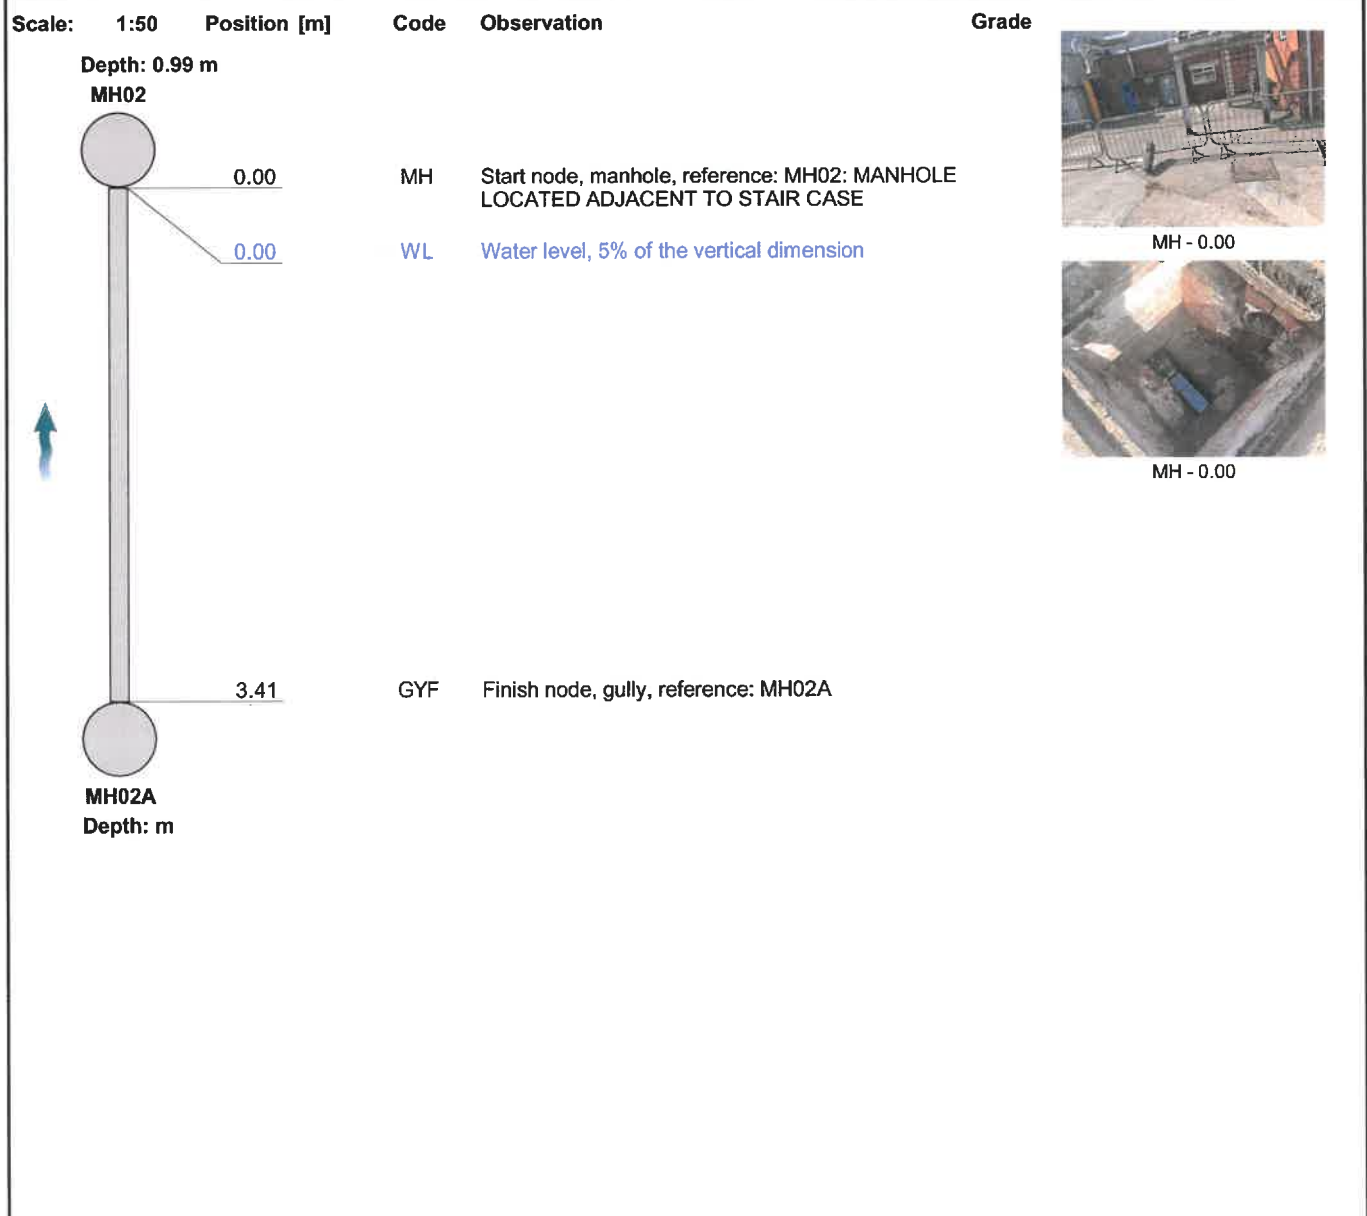 Scale: 1:50 Position [m] Code Observation Grade
Depth: 0.99 m
MH02
0.00 MH Start node, manhole, reference: MH02: MANHOLE
LOCATED ADJACENT TO STAIR CASE
0.00 WL Water level, 5% of the vertical dimension
MH - 0.00
MH - 0.00
3.41 GYF Finish node, gully, reference: MH02A
MH02A
Depth: m